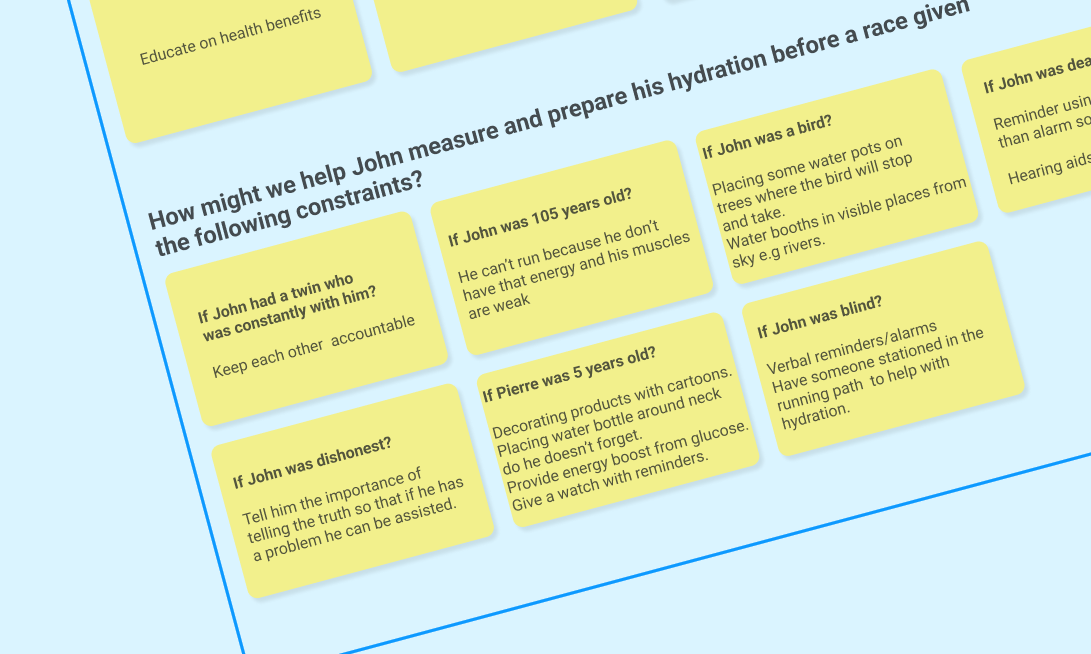 Educate on health benefits
How might we help John measure and prepare his hydration before a race given
the following constraints?
If John had a twin who
was constantly with him?
Keep each other  accountable
If John was 105 years old?
He can't run because he don't
have that energy and his muscles
are weak
If John was a bird?
Placing some water pots on
trees where the bird will stop
and take.
Water booths in visible places from
sky e.g rivers.
If John was
Reminder
than alarm
Hearing aids
If John was dishonest?
Tell him the importance of
telling the truth so that if he has
a problem he can be assisted.
If Pierre was 5 years old?
Decorating products with cartoons.
Placing water bottle around neck
do he doesn't forget.
Provide energy boost from glucose.
Give a watch with reminders.
If John was blind?
Verbal reminders/alarms
Have someone stationed in the
running path  to help with
hydration.